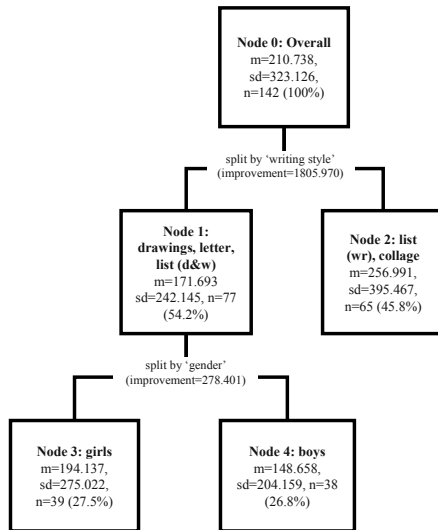 Node 0: Overall
m=210.738,
sd=323.126,
n=142 (100%)
split by ‘writing style’
(improvement=1805.970)
Node 1:
drawings, letter,
list (d&w)
m=171.693
sd=242.145, n=77
(54.2%)
Node 2: list
(wr), collage
m=256.991,
sd=395.467,
n=65 (45.8%)
split by ‘gender’
(improvement=278.401)
Node 3: girls
m=194.137,
sd=275.022,
n=39 (27.5%)
Node 4: boys
m=148.658,
sd=204.159, n=38
(26.8%)